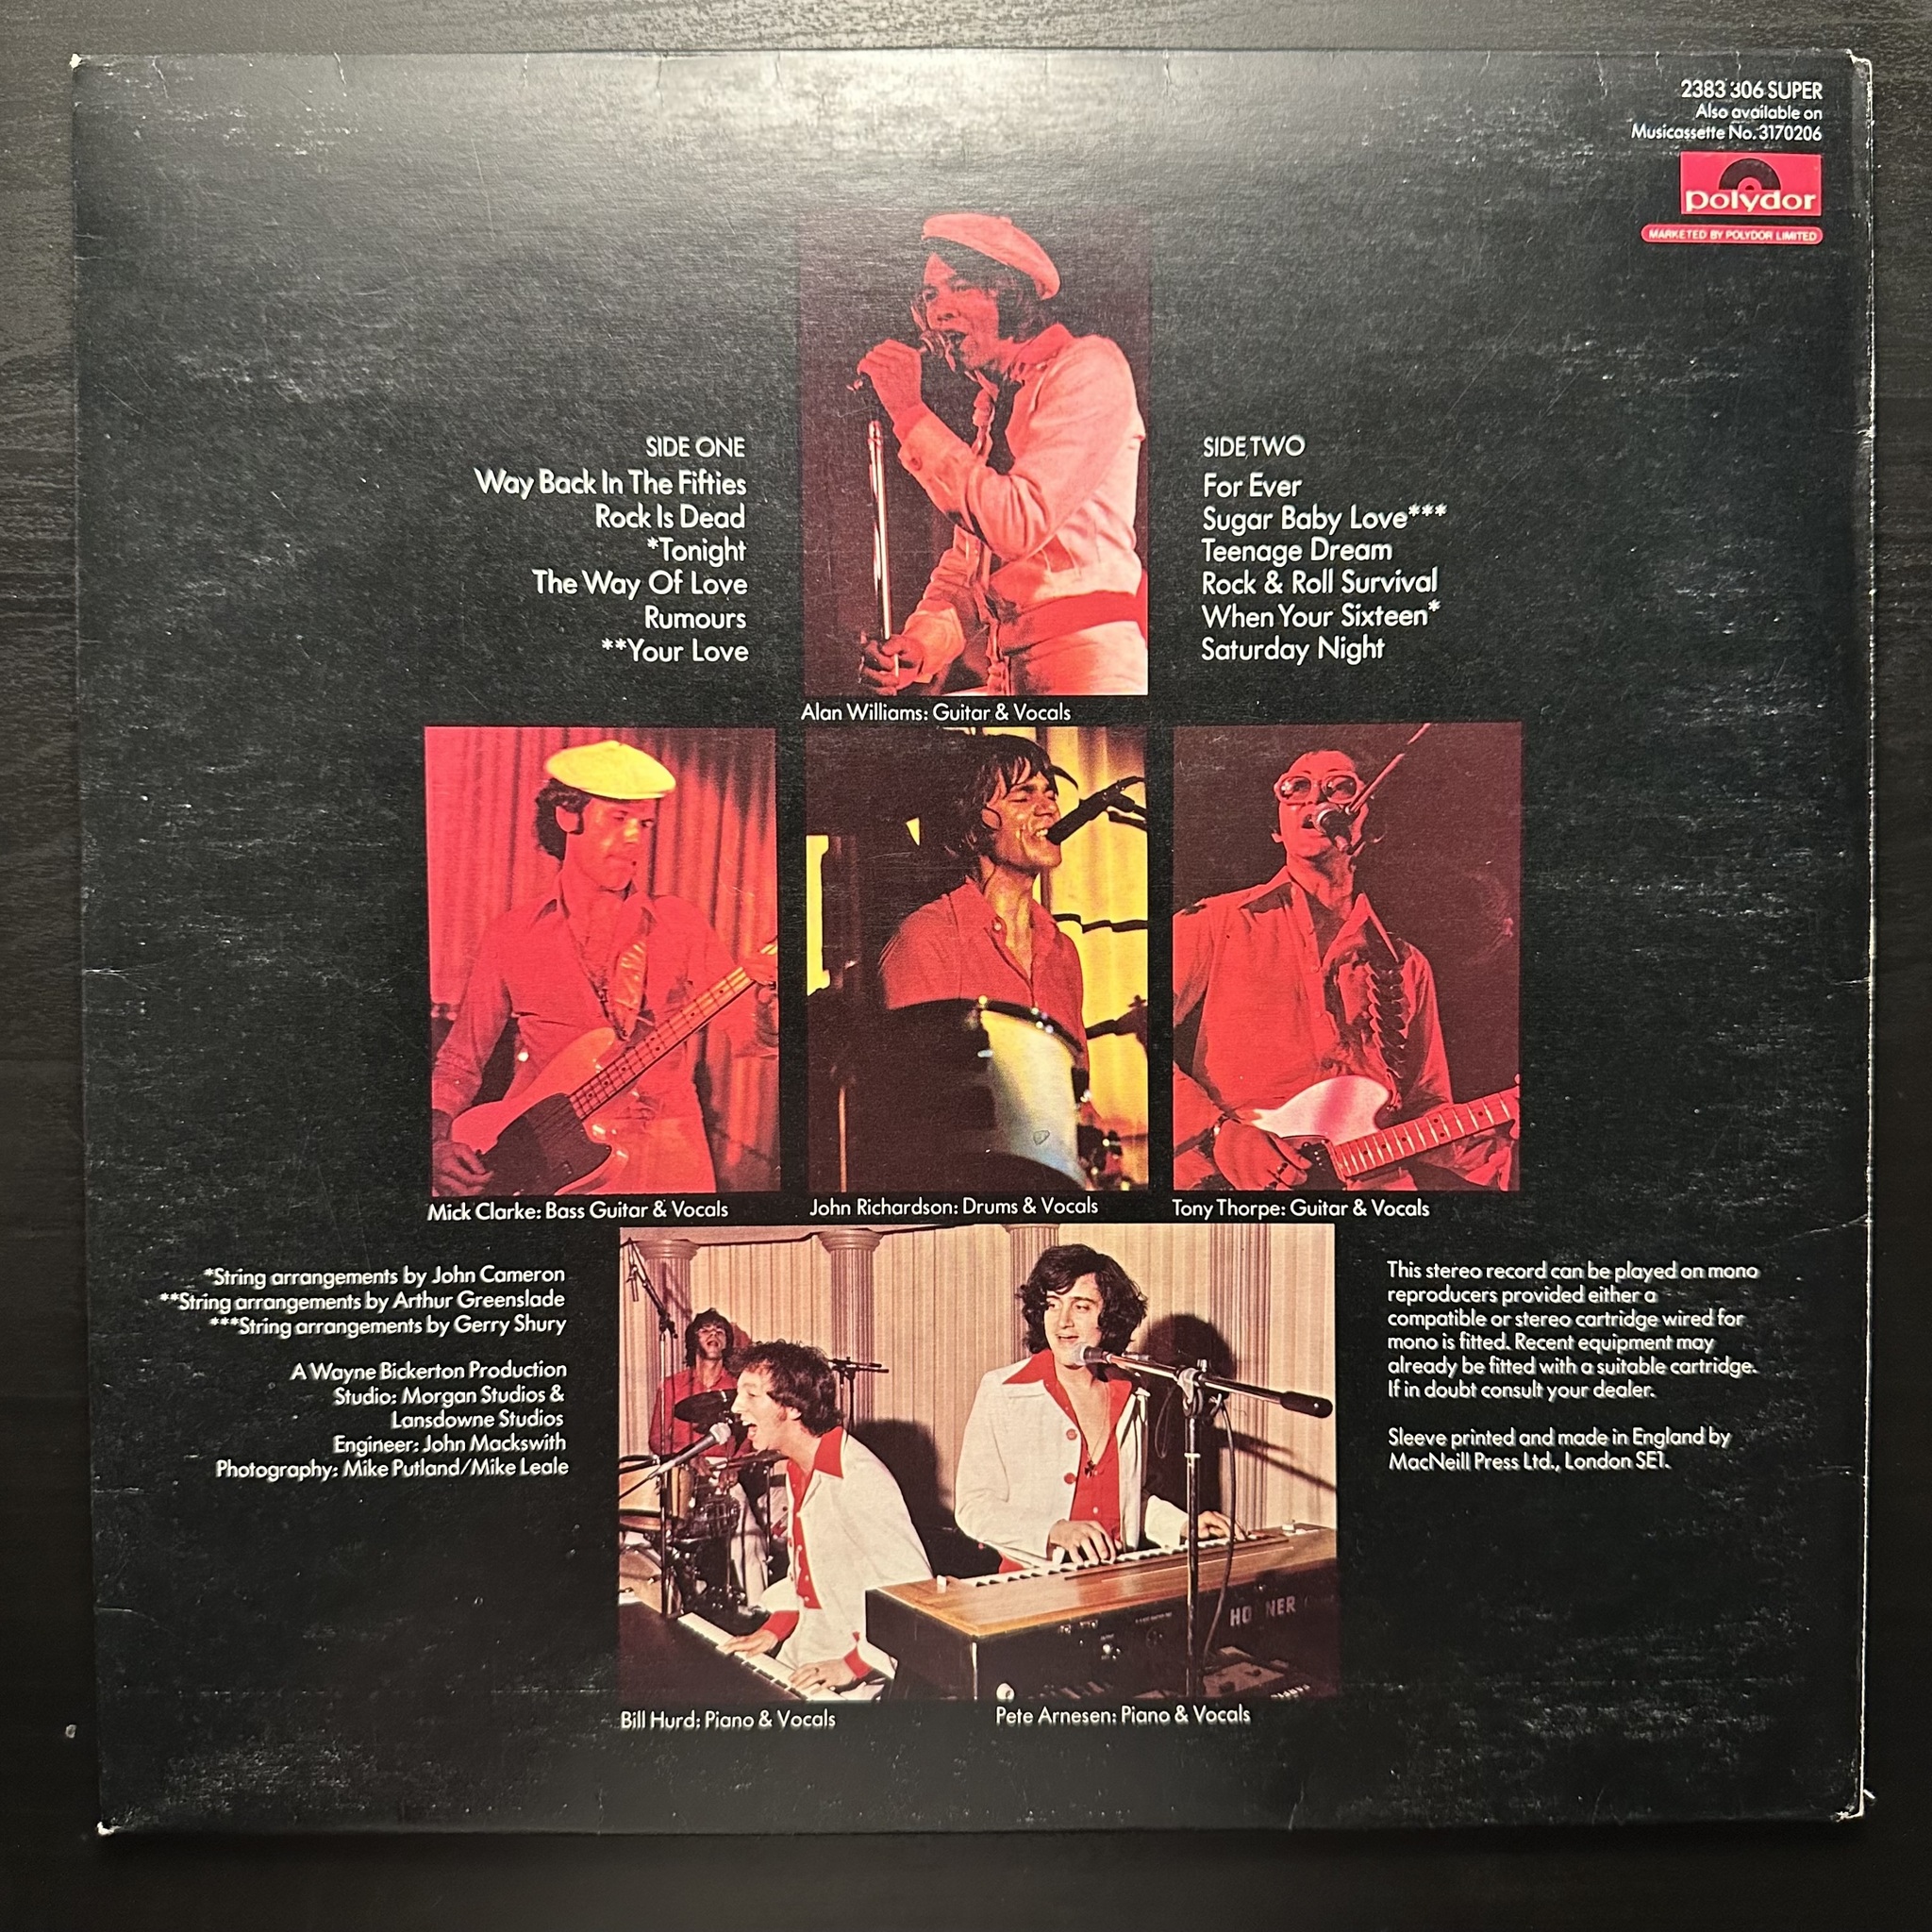 2383 306 SUPER
Also available on
Musicassette No. 3170206
polydor
MARKETED BY POLYDOR LIMITED
SIDE ONE
Way Back In The Fifties
Rock Is Dead
*Tonight
The Way Of Love
Rumours
**Your Love
SIDE TWO
For Ever
Sugar Baby Love***
Teenage Dream
Rock & Roll Survival
When Your Sixteen*
Saturday Night
Alan Williams: Guitar & Vocals
Mick Clarke: Bass Guitar & Vocals
John Richardson: Drums & Vocals
Tony Thorpe: Guitar & Vocals
*String arrangements by John Cameron
**String arrangements by Arthur Greenslade
***String arrangements by Gerry Shury
A Wayne Bickerton Production
Studio: Morgan Studios &
Lansdowne Studios
Engineer: John Mackswith
Photography: Mike Putland/Mike Leale
HOHNER
This stereo record can be played on mono
reproducers provided either a
compatible or stereo cartridge wired for
mono is fitted. Recent equipment may
already be fitted with a suitable cartridge.
If in doubt consult your dealer.
Sleeve printed and made in England by
MacNeill Press Ltd., London SE1.
Bill Hurd: Piano & Vocals
Pete Arnesen: Piano & Vocals